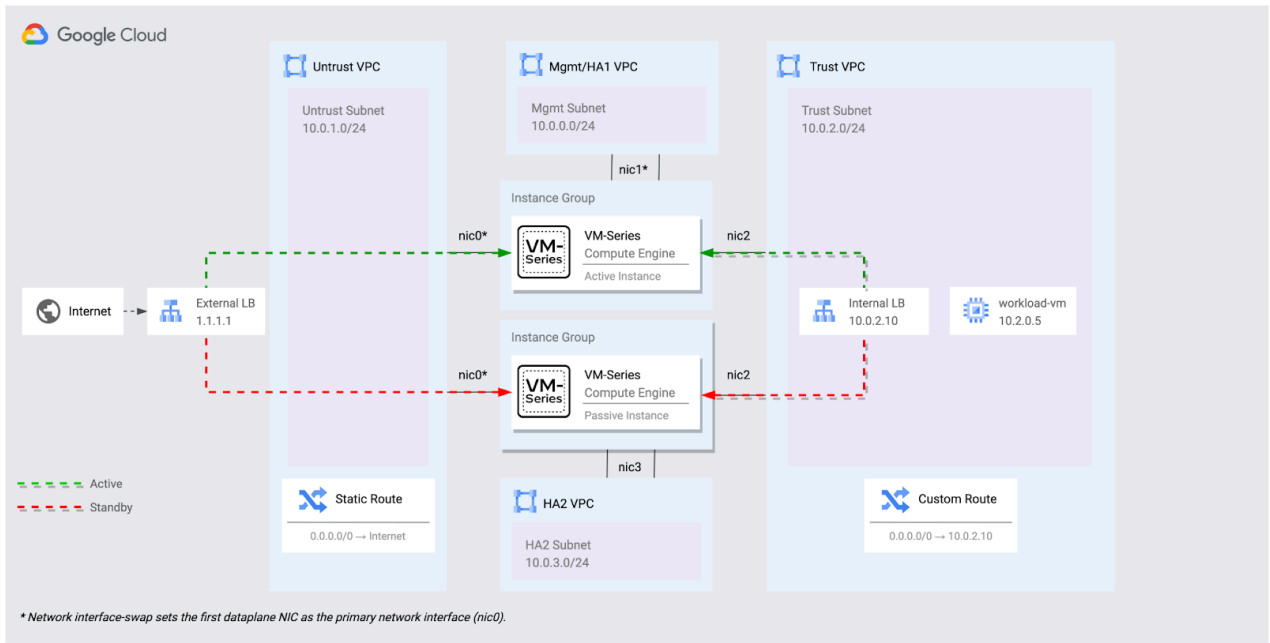 Google Cloud
Untrust VPC
Untrust Subnet
10.0.1.0/24
Mgmt/HA1 VPC
Mgmt Subnet
10.0.0.0/24
Trust VPC
Trust Subnet
10.0.2.0/24
nic1*
Instance Group
nic0*
VM-
Series
VM-Series
Compute Engine
Active Instance
nic2
Internet
External LB
1.1.1.1
Internal LB
10.0.2.10
workload-vm
10.2.0.5
Instance Group
nic0*
VM-
Series
VM-Series
Compute Engine
Passive Instance
nic2
nic3
Active
Standby
Static Route
0.0.0.0/0 → Internet
HA2 VPC
HA2 Subnet
10.0.3.0/24
Custom Route
0.0.0.0/0 → 10.0.2.10
* Network interface-swap sets the first dataplane NIC as the primary network interface (nic0).